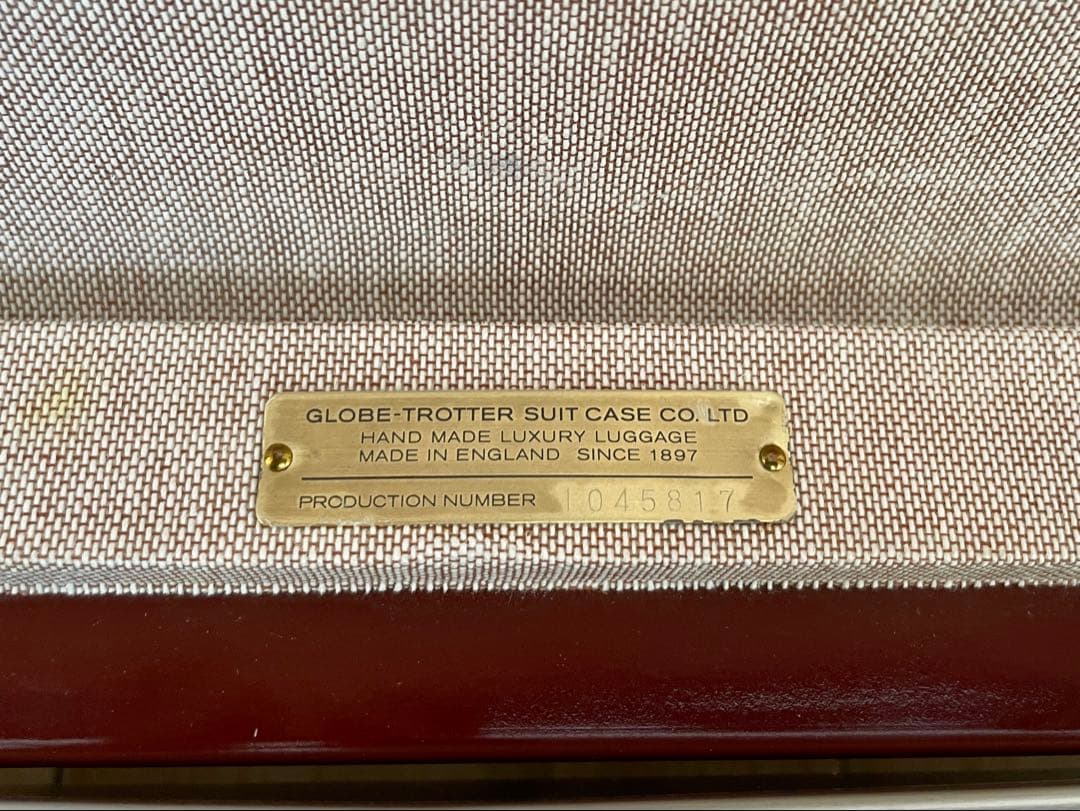 GLOBE-TROTTER SUIT CASE CO. LTD
HAND MADE LUXURY LUGGAGE
MADE IN ENGLAND SINCE 1897
PRODUCTION NUMBER 1045817